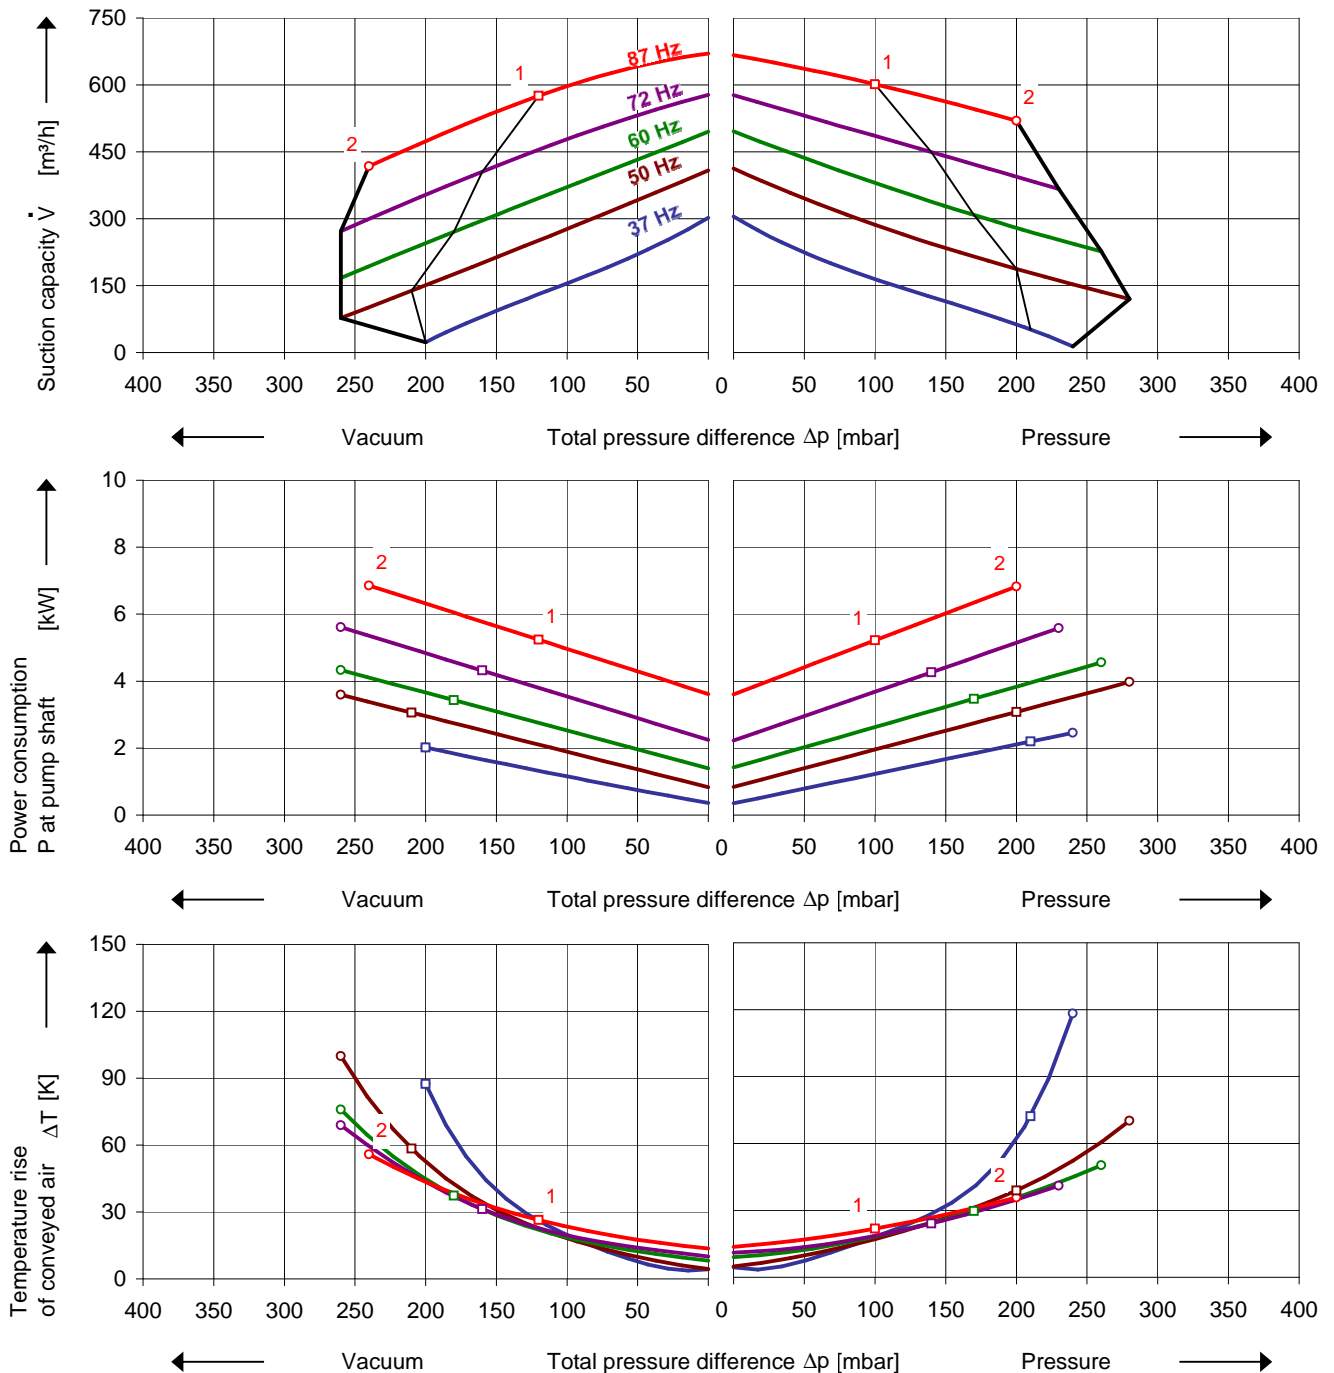 750
600
450
300
150
0
Suction capacity V̇ [m³/h]
87 Hz
72 Hz
60 Hz
50 Hz
37 Hz
1
2
1
2
400 350 300 250 200 150 100 50 0 50 100 150 200 250 300 350 400
Vacuum Total pressure difference Δp [mbar] Pressure
10
8
6
4
2
0
Power consumption
P at pump shaft [kW]
2
1
1
2
400 350 300 250 200 150 100 50 0 50 100 150 200 250 300 350 400
Vacuum Total pressure difference Δp [mbar] Pressure
150
120
90
60
30
0
Temperature rise
of conveyed air ΔT [K]
2
1
1
2
400 350 300 250 200 150 100 50 0 50 100 150 200 250 300 350 400
Vacuum Total pressure difference Δp [mbar] Pressure